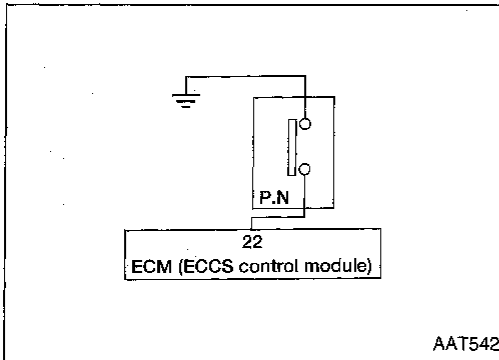 P.N
22
ECM (ECCS control module)
AAT542